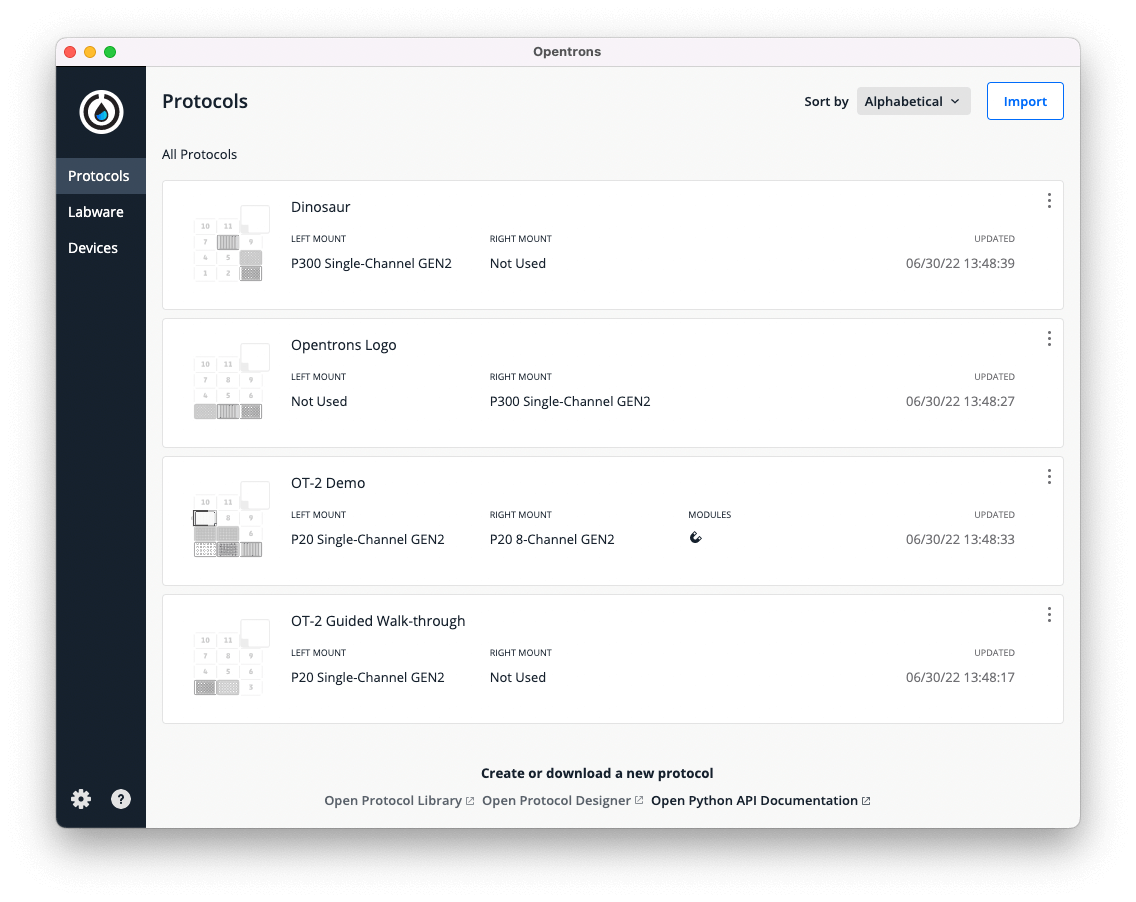 Opentrons
Protocols
Labware
Devices
?
Protocols
Sort by Alphabetical Import
All Protocols
Dinosaur
10 11
7 9
4 5
1 2
LEFT MOUNT RIGHT MOUNT UPDATED
P300 Single-Channel GEN2 Not Used 06/30/22 13:48:39
Opentrons Logo
10 11
7 8 9
4 5 6
LEFT MOUNT RIGHT MOUNT UPDATED
Not Used P300 Single-Channel GEN2 06/30/22 13:48:27
OT-2 Demo
10 11
8 9
6
LEFT MOUNT RIGHT MOUNT MODULES UPDATED
P20 Single-Channel GEN2 P20 8-Channel GEN2 06/30/22 13:48:33
OT-2 Guided Walk-through
10 11
7 8 9
4 5 6
3
LEFT MOUNT RIGHT MOUNT UPDATED
P20 Single-Channel GEN2 Not Used 06/30/22 13:48:17
Create or download a new protocol
Open Protocol Library Open Protocol Designer Open Python API Documentation